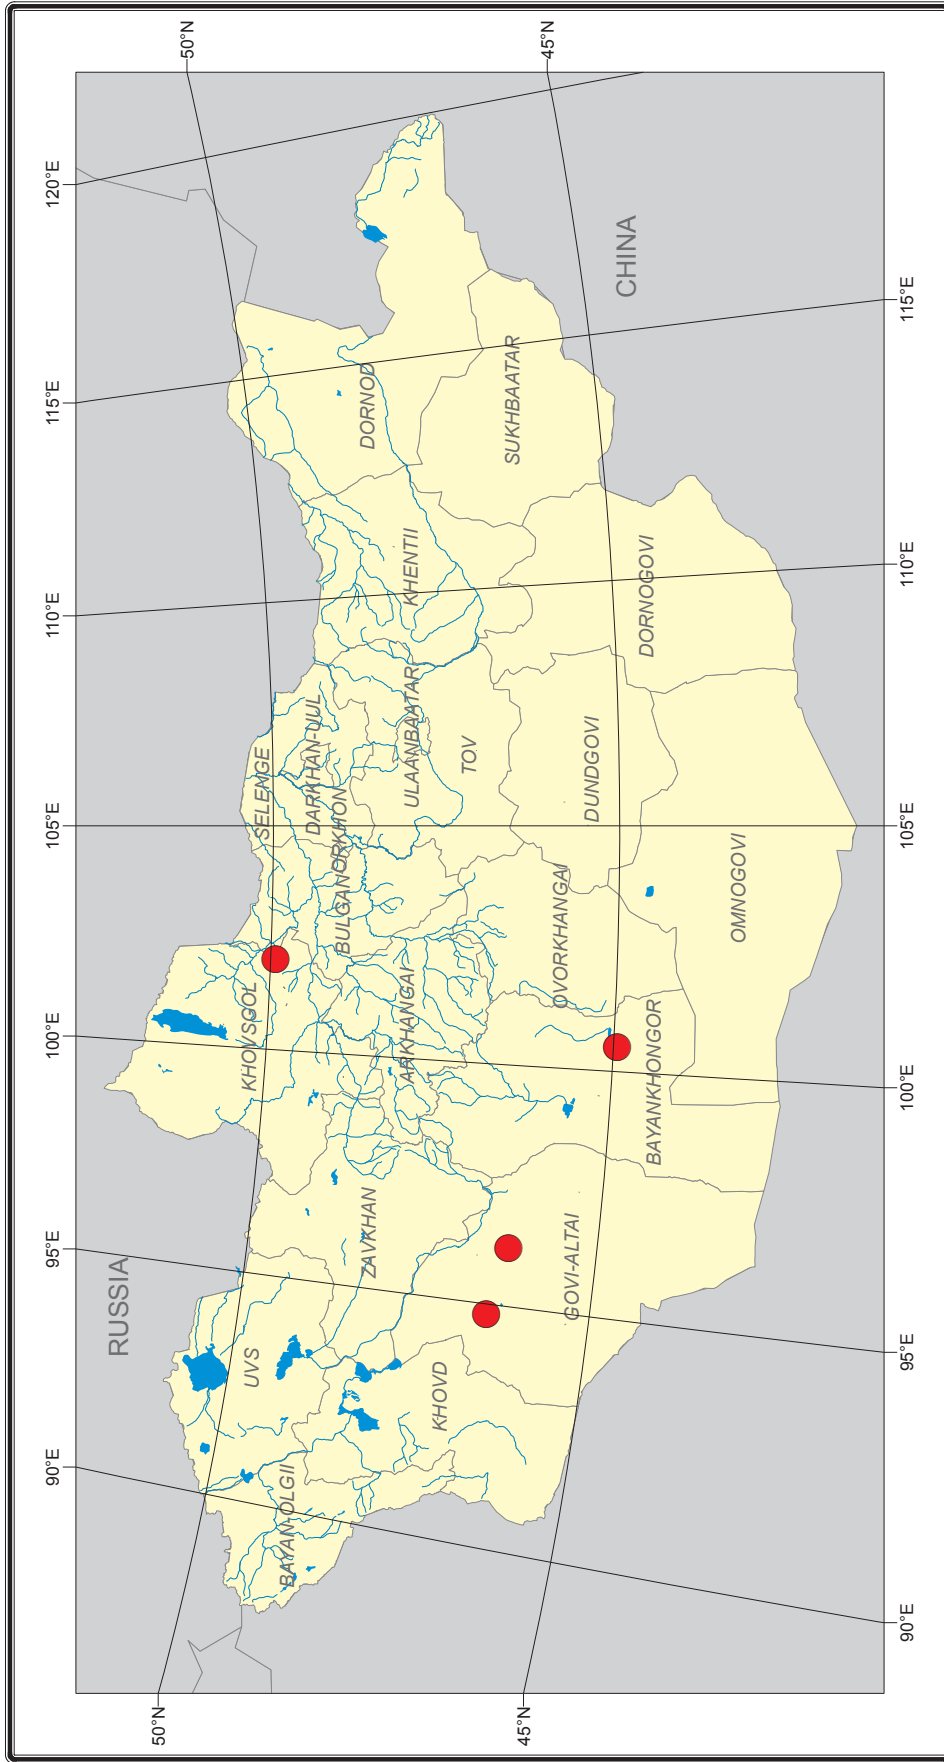 50°N
45°N
120°E
115°E
110°E
105°E
100°E
95°E
90°E
RUSSIA
CHINA
DORNOD
SUKHBAATAR
KHENTII
DORNOGOVI
SELENGE
DARKHAN-UUL
ULAANBAATAR
TOV
DUNDGOVI
BULGAN
ORKHON
OVORKHANGAI
OMNOGOVI
KHOVSGOL
ARKHANGAI
BAYANKHONGOR
ZAVKHAN
GOVI-ALTAI
UVS
KHOVD
BAYAN-OLGII
115°E
110°E
105°E
100°E
95°E
90°E
50°N
45°N